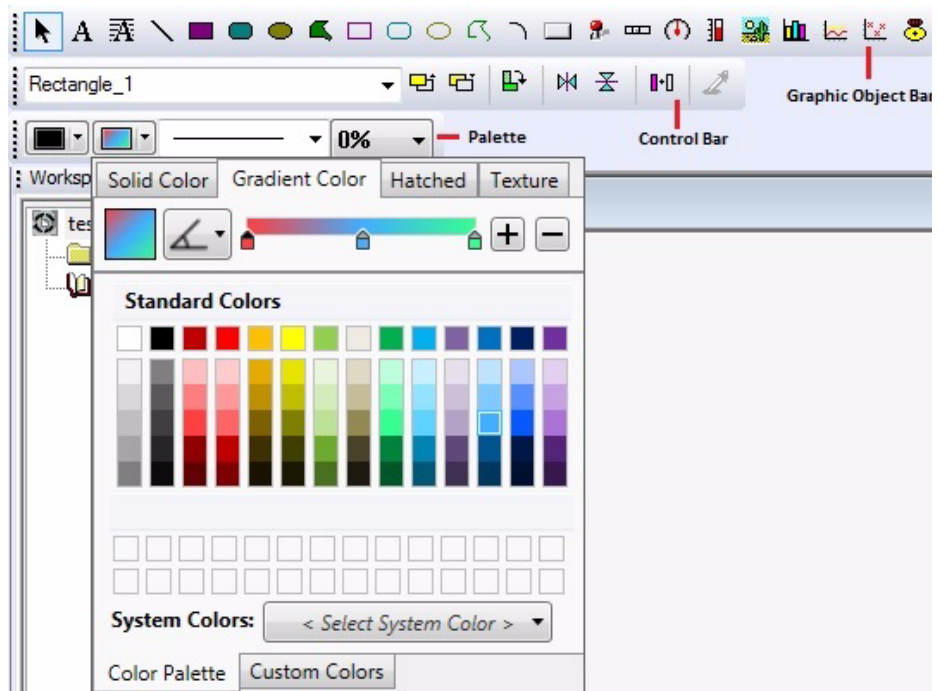 A A
Rectangle_1
Graphic Object Bar
0%
Palette
Control Bar
Worksp
Solid Color Gradient Color Hatched Texture
tes
Standard Colors
System Colors: < Select System Color >
Color Palette Custom Colors